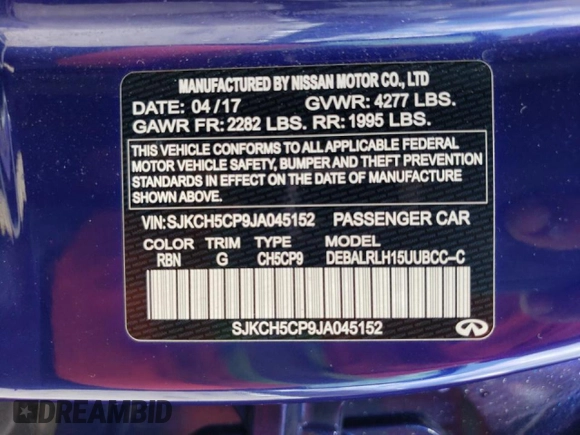 MANUFACTURED BY NISSAN MOTOR CO., LTD
DATE: 04 /17 GVWR: 4277 LBS.
GAWR FR: 2282 LBS. RR: 1995 LBS.
THIS VEHICLE CONFORMS TO ALL APPLICABLE FEDERAL
MOTOR VEHICLE SAFETY, BUMPER AND THEFT PREVENTION
STANDARDS IN EFFECT ON THE DATE OF MANUFACTURE
SHOWN ABOVE.
VIN:SJKCH5CP9JA045152 PASSENGER CAR
COLOR TRIM TYPE MODEL
RBN G CH5CP9 DEBALRLH15UUBCC–C
SJKCH5CP9JA045152
DREAMBID